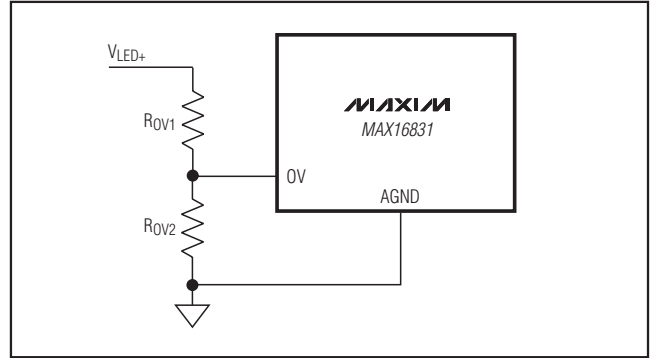 VLED+
ROV1
MAXIM
MAX16831
OV
AGND
ROV2